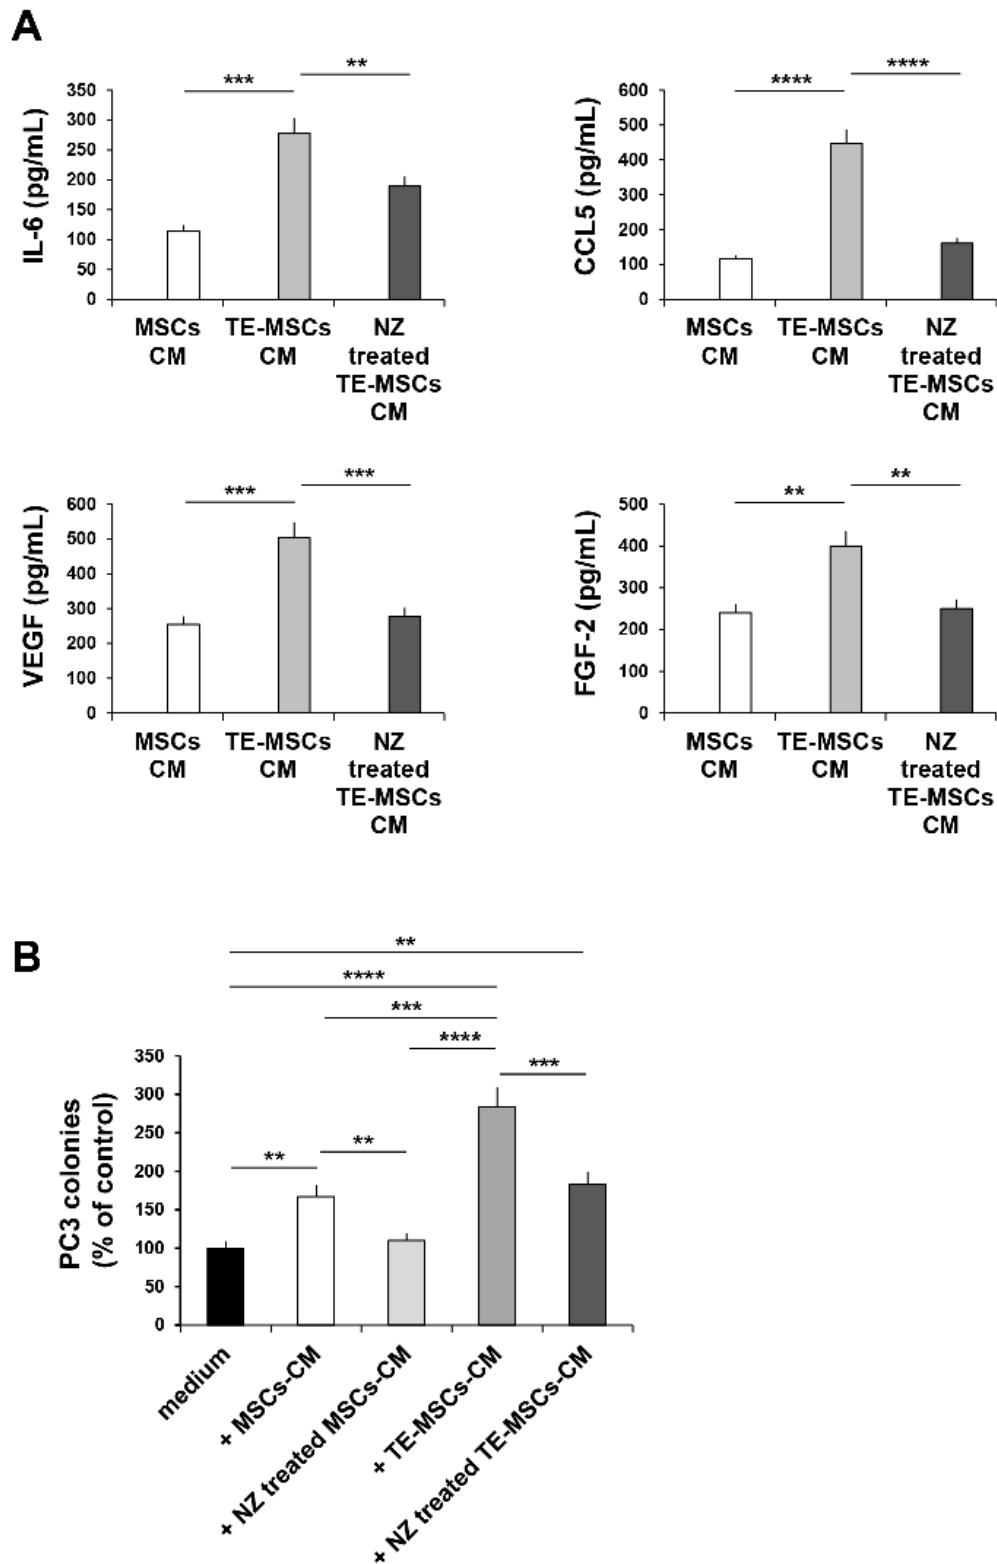 A
*** **
350
300
250
200
150
100
50
0
IL-6 (pg/mL)
MSCs
CM
TE-MSCs
CM
NZ
treated
TE-MSCs
CM
**** ****
600
500
400
300
200
100
0
CCL5 (pg/mL)
MSCs
CM
TE-MSCs
CM
NZ
treated
TE-MSCs
CM
*** ***
600
500
400
300
200
100
0
VEGF (pg/mL)
MSCs
CM
TE-MSCs
CM
NZ
treated
TE-MSCs
CM
** **
500
400
300
200
100
0
FGF-2 (pg/mL)
MSCs
CM
TE-MSCs
CM
NZ
treated
TE-MSCs
CM
B
**
****
***
****
***
**
**
350
300
250
200
150
100
50
0
PC3 colonies
(% of control)
medium
+ MSCs-CM
+ NZ treated MSCs-CM
+ TE-MSCs-CM
+ NZ treated TE-MSCs-CM